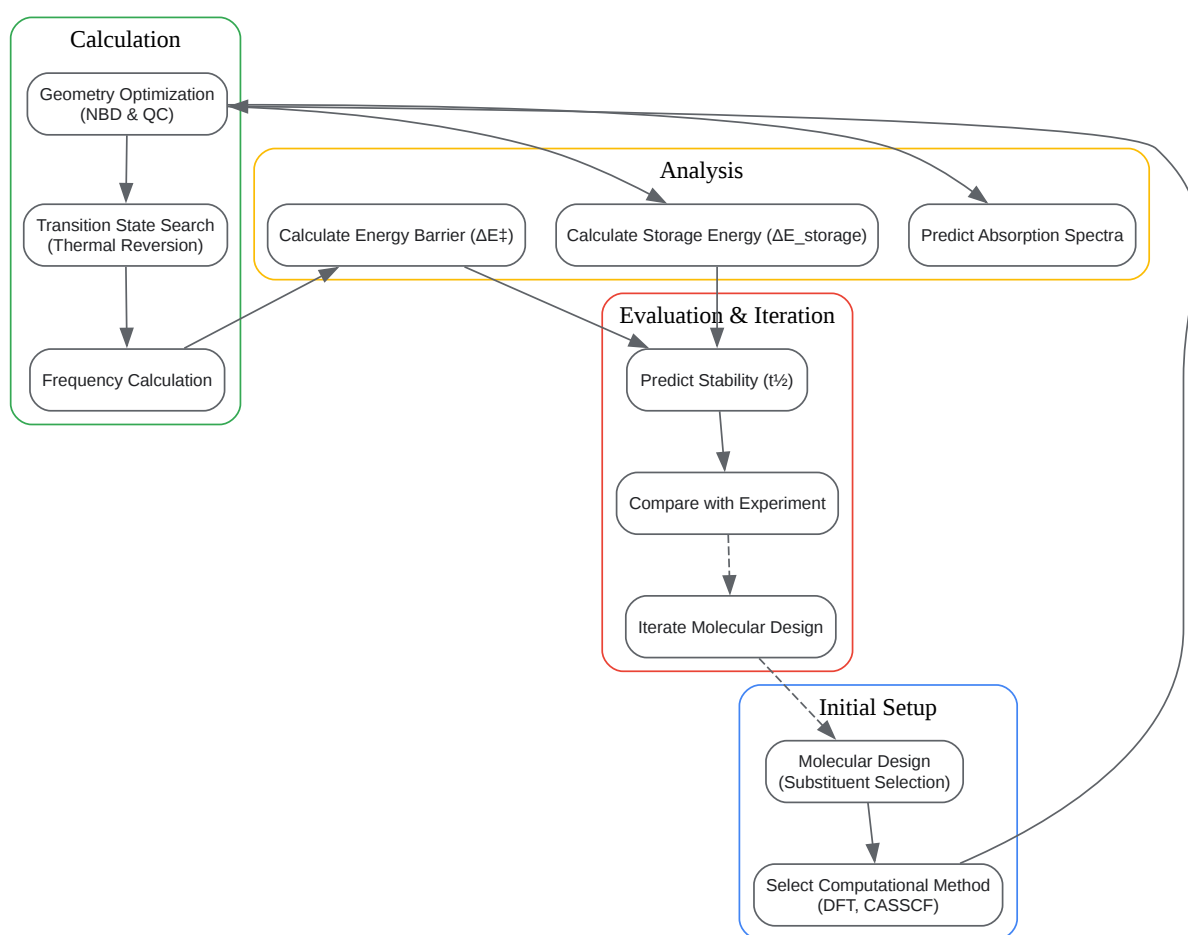 Calculation
Geometry Optimization
(NBD & QC)
Transition State Search
(Thermal Reversion)
Frequency Calculation
Analysis
Calculate Energy Barrier (ΔE‡)
Calculate Storage Energy (ΔE_storage)
Predict Absorption Spectra
Evaluation & Iteration
Predict Stability (t½)
Compare with Experiment
Iterate Molecular Design
Initial Setup
Molecular Design
(Substituent Selection)
Select Computational Method
(DFT, CASSCF)